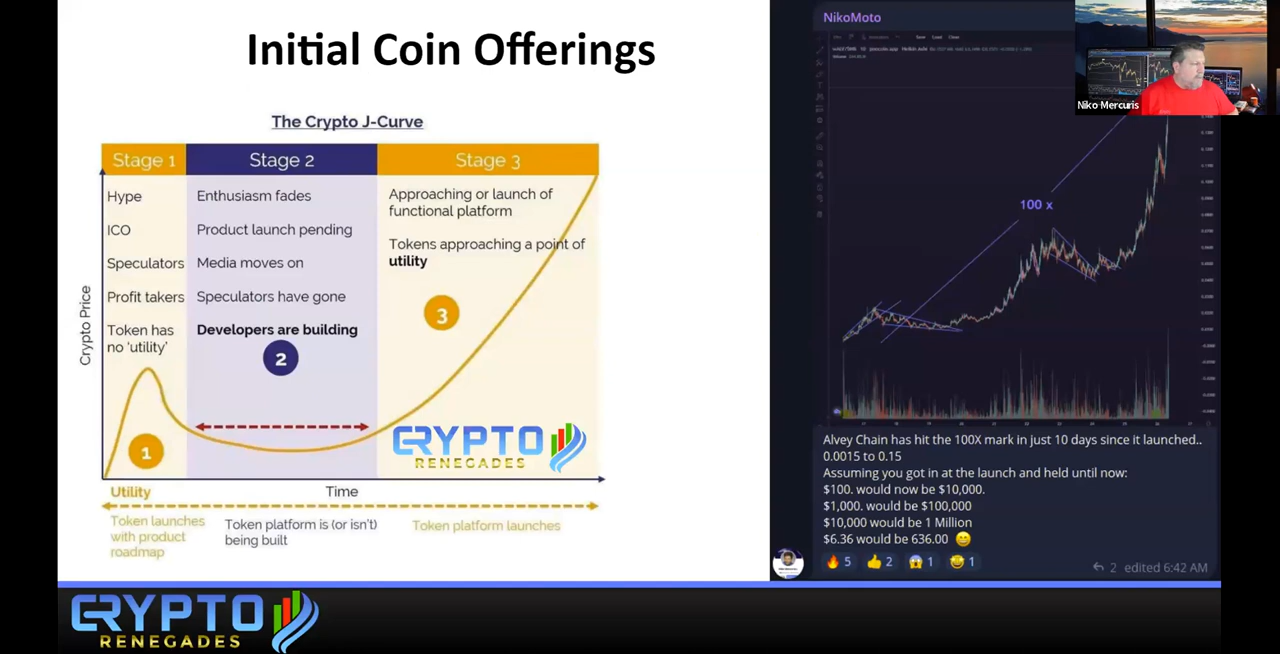 Initial Coin Offerings
The Crypto J-Curve
Stage 1
Stage 2
Stage 3
Hype
ICO
Speculators
Profit takers
Token has
no ‘utility’
Enthusiasm fades
Product launch pending
Media moves on
Speculators have gone
Developers are building
Approaching or launch of
functional platform
Tokens approaching a point of
utility
1
2
3
Crypto Price
CRYPTO
RENEGADES
Utility
Time
Token launches
with product
roadmap
Token platform is (or isn’t)
being built
Token platform launches
NikoMoto
Niko Mercuris
100 x
Alvey Chain has hit the 100X mark in just 10 days since it launched..
0.0015 to 0.15
Assuming you got in at the launch and held until now:
$100. would now be $10,000.
$1,000. would be $100,000
$10,000 would be 1 Million
$6.36 would be 636.00 😄
🔥 5 👍 2 😱 1 🤩 1
2 edited 6:42 AM
CRYPTO
RENEGADES